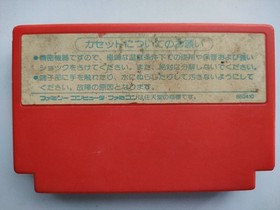 カセットについてのお願い
●精密機器ですので、極端な温度条件下での使用や保管および強い
ショックをさけてください。また、絶対に分解しないでください。
●端子部に手を触れたり、水にぬらしたりしないようにして
ください。故障の原因となります。
ファミリーコンピュータ・ファミコンは任天堂の商標です。